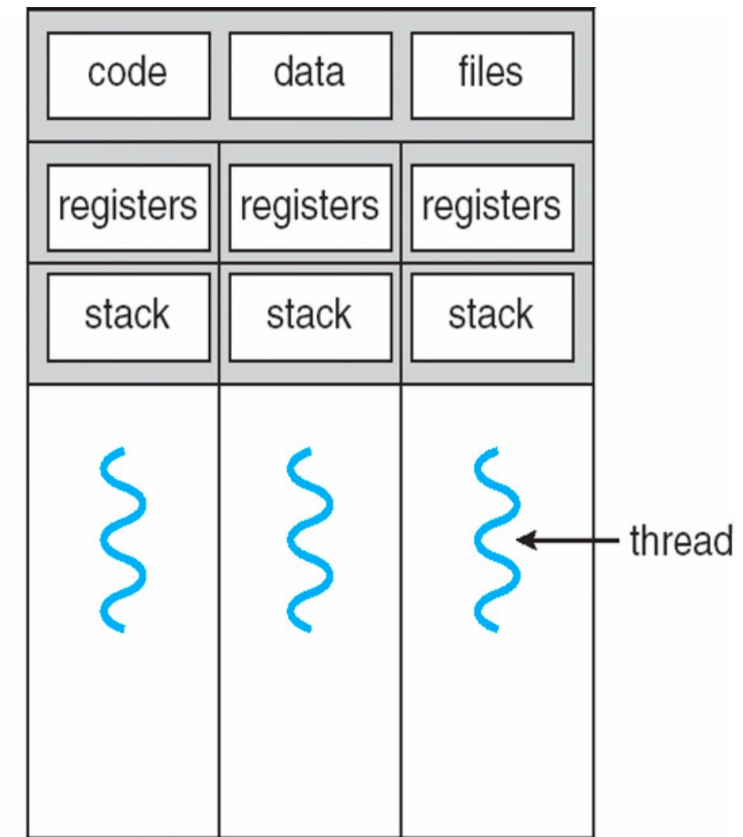 code data files
registers registers registers
stack stack stack
thread